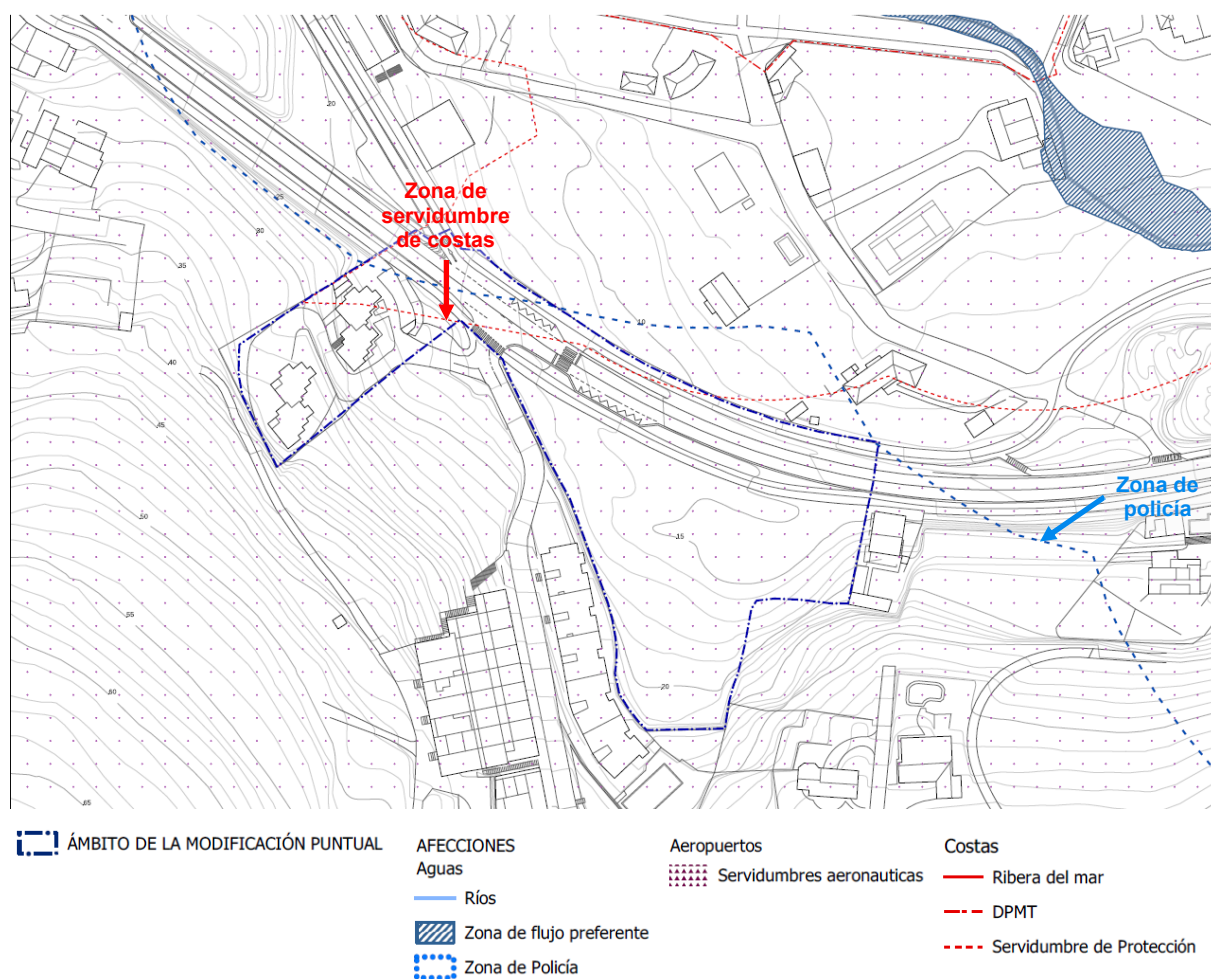 20
25
30
Zona de
servidumbre
de costas
35
10
40
45
Zona de
policía
50
15
55
20
60
65
ÁMBITO DE LA MODIFICACIÓN PUNTUAL
AFECCIONES
Aguas
Ríos
Zona de flujo preferente
Zona de Policía
Aeropuertos
Servidumbres aeronauticas
Costas
Ribera del mar
DPMT
Servidumbre de Protección